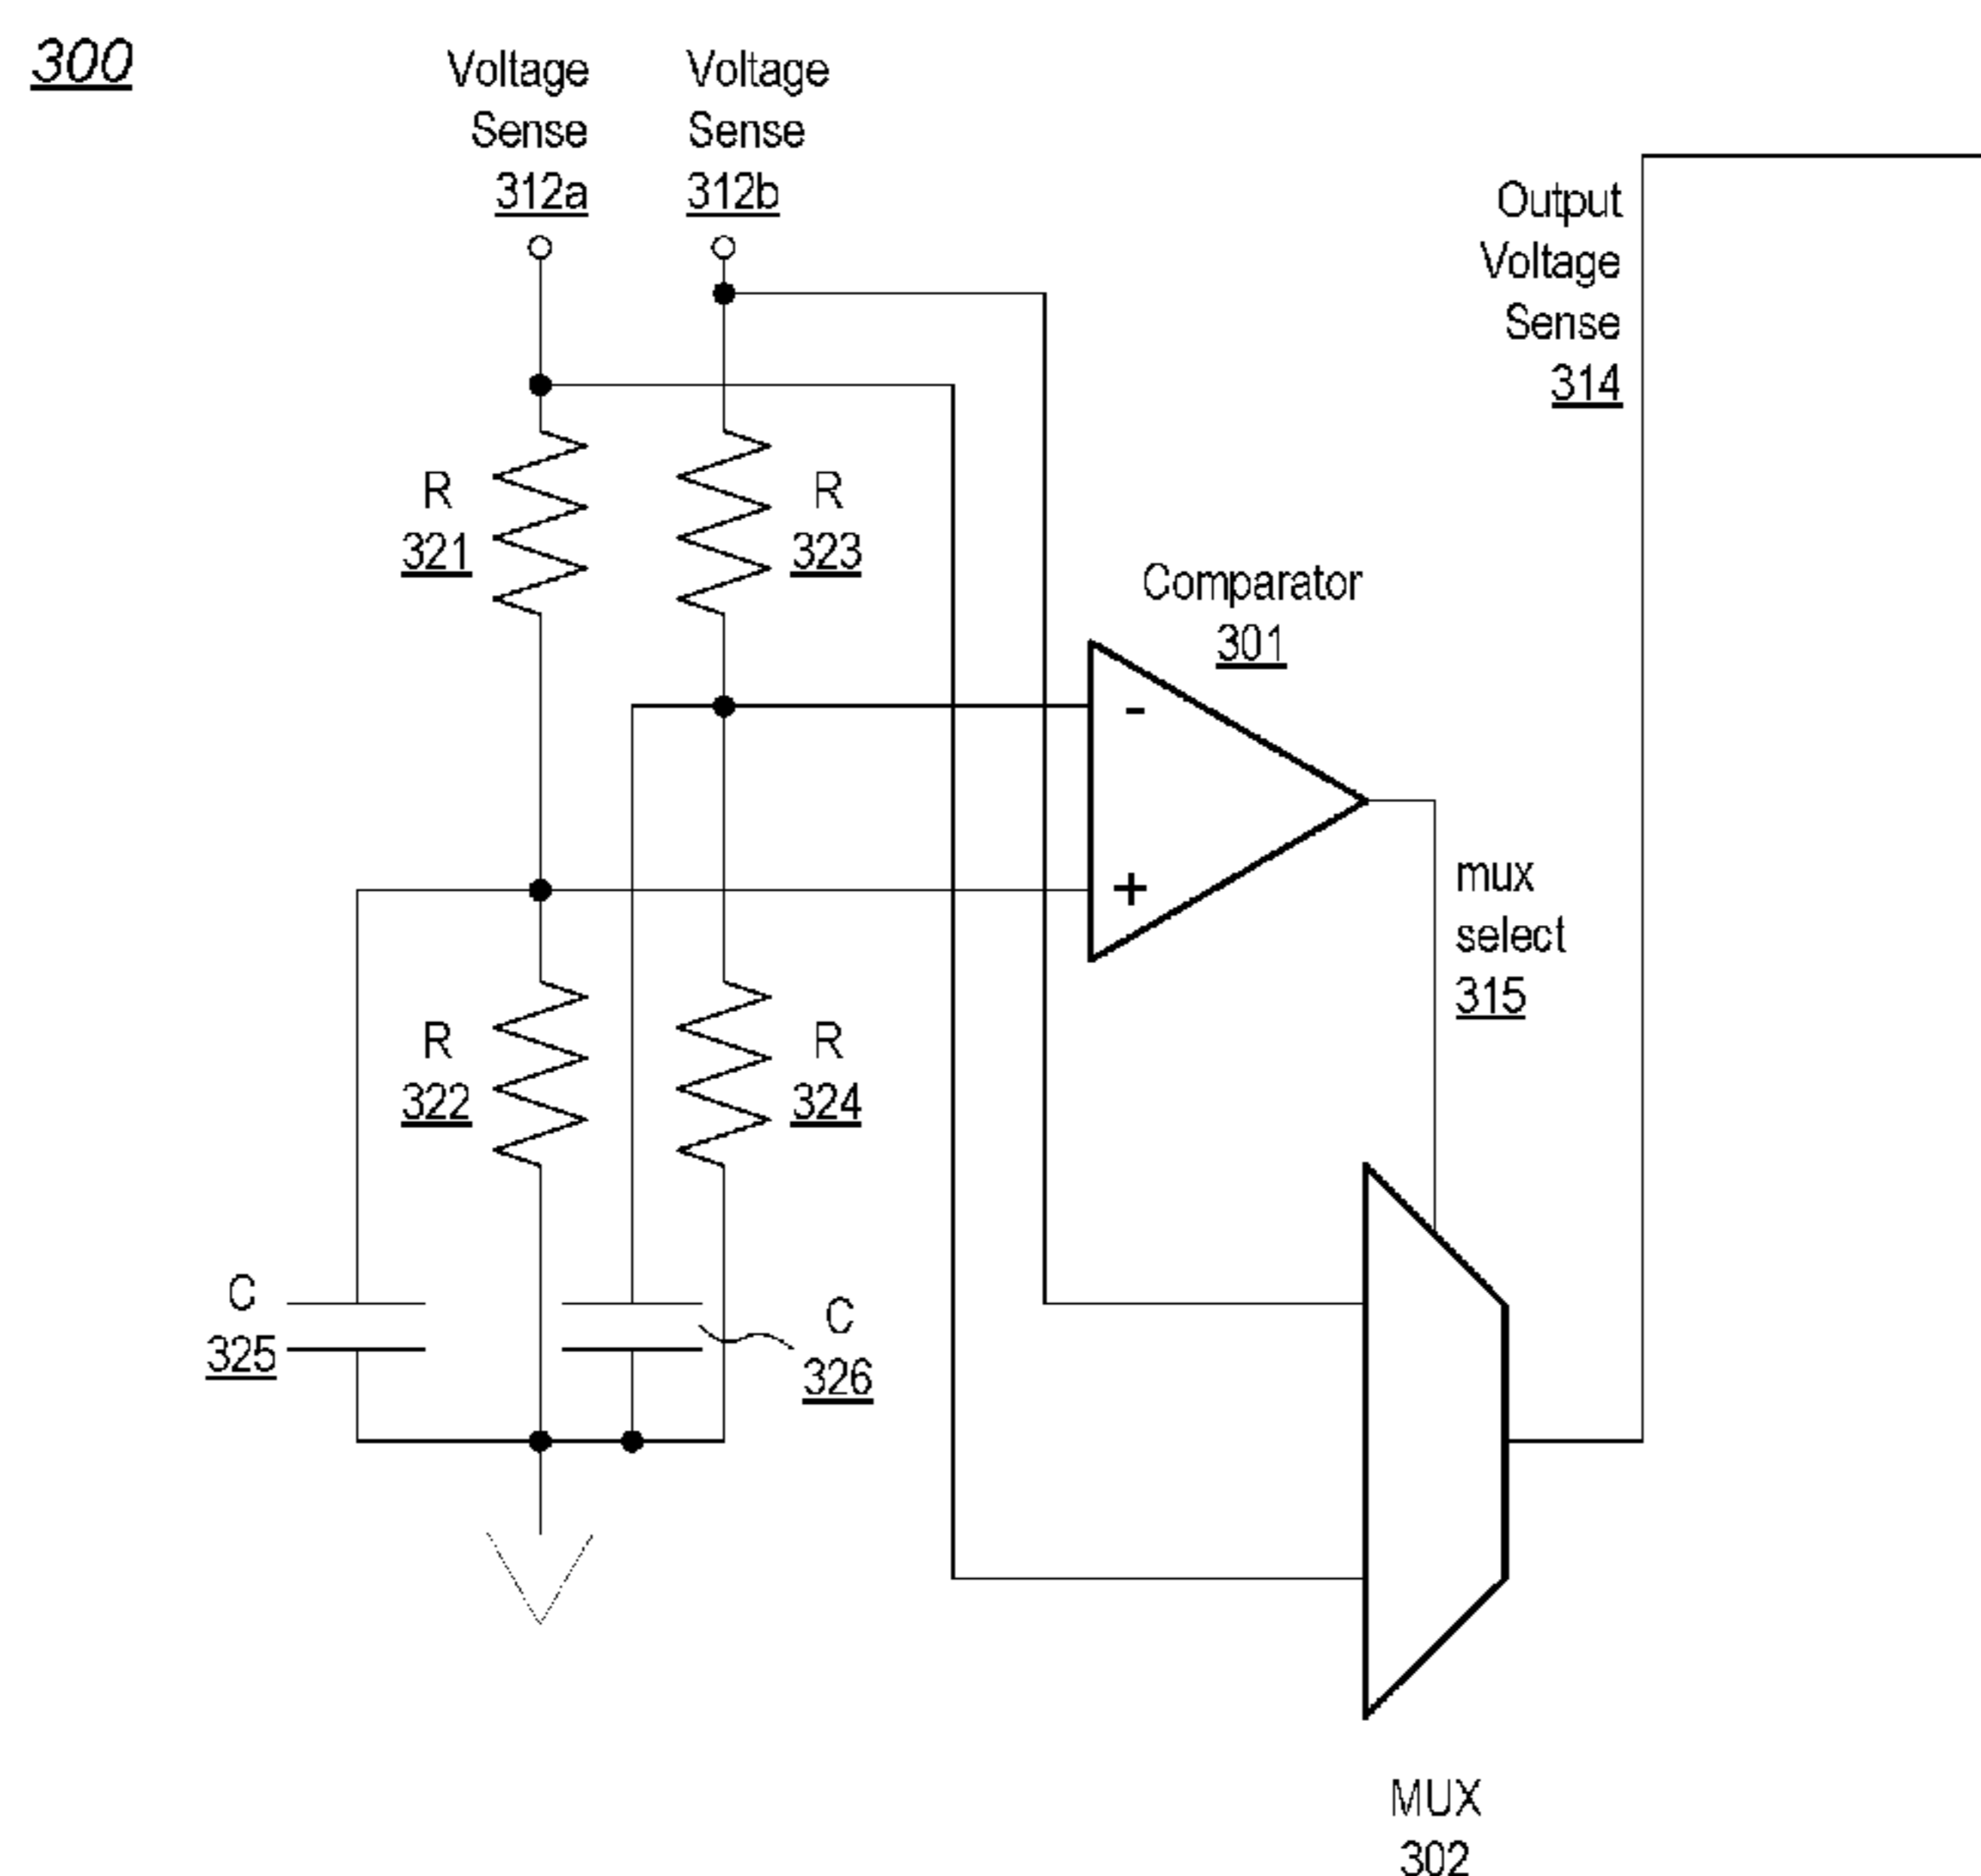 300
Voltage
Sense
312a
Voltage
Sense
312b
Output
Voltage
Sense
314
R
321
R
323
Comparator
301
-
+
mux
select
315
R
322
R
324
C
325
C
326
MUX
302